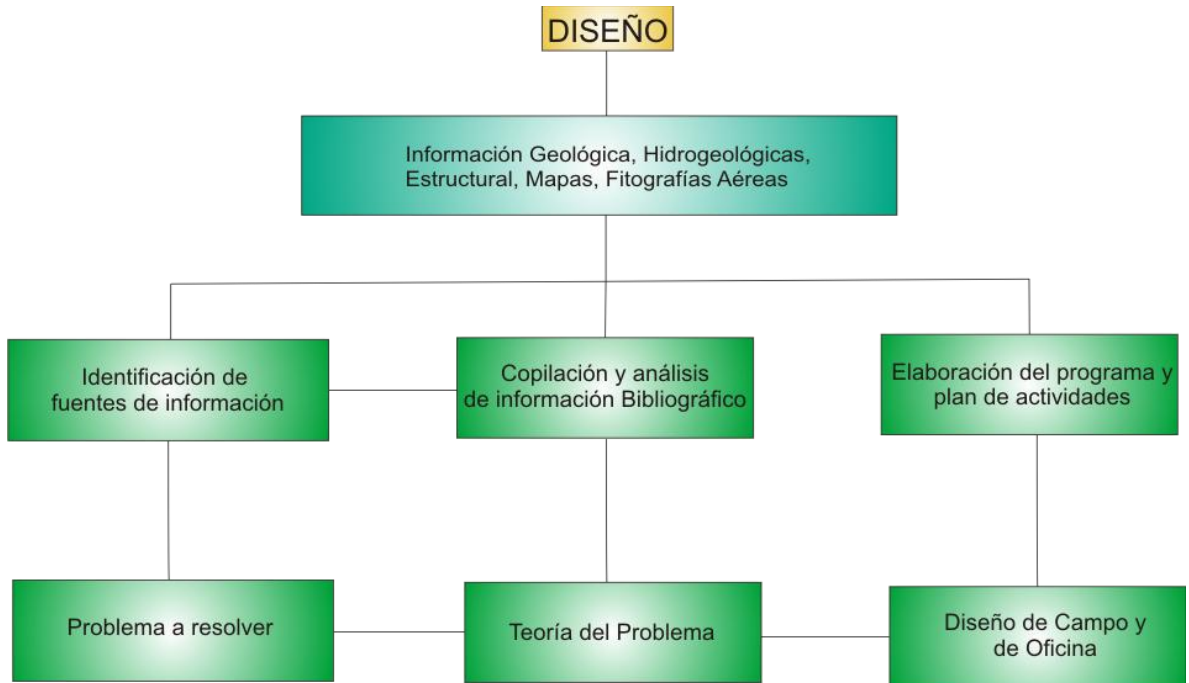 DISEÑO
Información Geológica, Hidrogeológicas,
Estructural, Mapas, Fitografías Aéreas
Identificación de
fuentes de información
Copilación y análisis
de información Bibliográfico
Elaboración del programa y
plan de actividades
Problema a resolver
Teoría del Problema
Diseño de Campo y
de Oficina